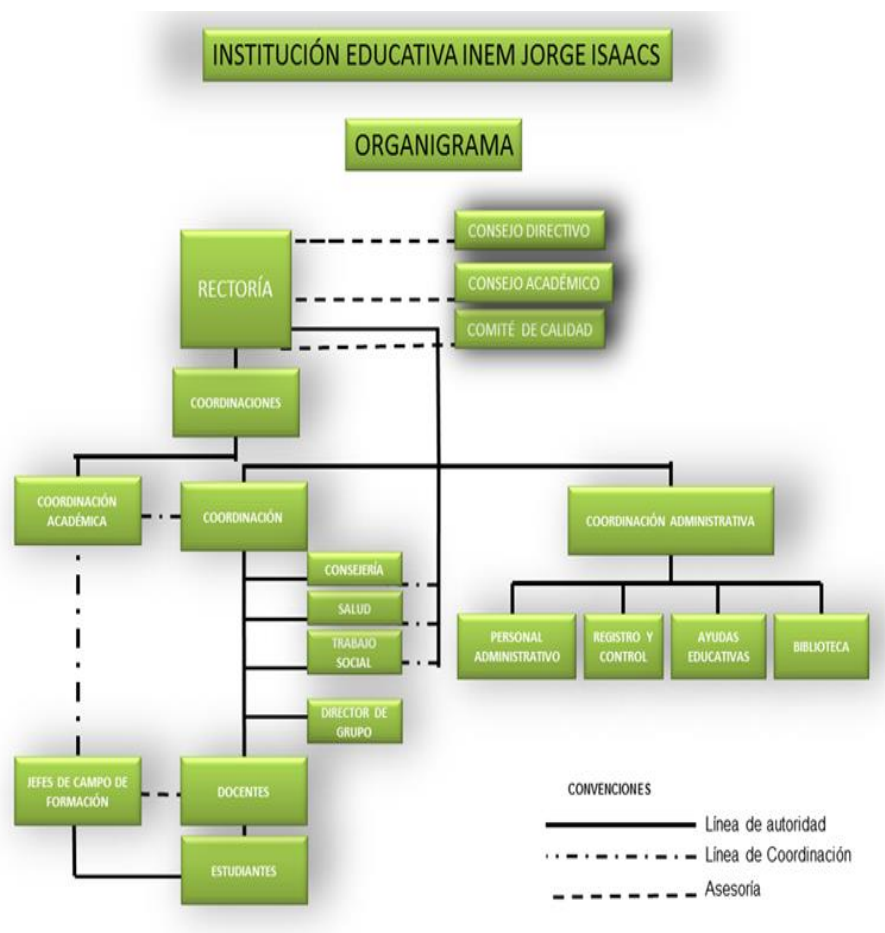 INSTITUCIÓN EDUCATIVA INEM JORGE ISAACS
ORGANIGRAMA
CONSEJO DIRECTIVO
RECTORÍA
CONSEJO ACADÉMICO
COMITÉ DE CALIDAD
COORDINACIONES
COORDINACIÓN
ACADÉMICA
COORDINACIÓN
COORDINACIÓN ADMINISTRATIVA
CONSEJERÍA
SALUD
TRABAJO
SOCIAL
DIRECTOR DE
GRUPO
PERSONAL
ADMINISTRATIVO
REGISTRO Y
CONTROL
AYUDAS
EDUCATIVAS
BIBLIOTECA
JEFES DE CAMPO DE
FORMACIÓN
DOCENTES
ESTUDIANTES
CONVENCIONES
Línea de autoridad
Línea de Coordinación
Asesoría